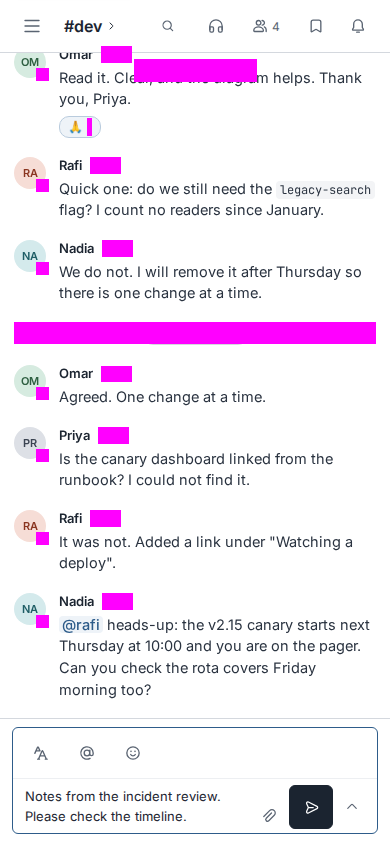 #dev
4
Omar
Read it. Clear, and the diagram helps. Thank
you, Priya.
Rafi
Quick one: do we still need the legacy-search
flag? I count no readers since January.
Nadia
We do not. I will remove it after Thursday so
there is one change at a time.
OM Omar
Agreed. One change at a time.
PR Priya
Is the canary dashboard linked from the
runbook? I could not find it.
RA Rafi
It was not. Added a link under "Watching a
deploy".
NA Nadia
@rafi heads-up: the v2.15 canary starts next
Thursday at 10:00 and you are on the pager.
Can you check the rota covers Friday
morning too?
Notes from the incident review.
Please check the timeline.